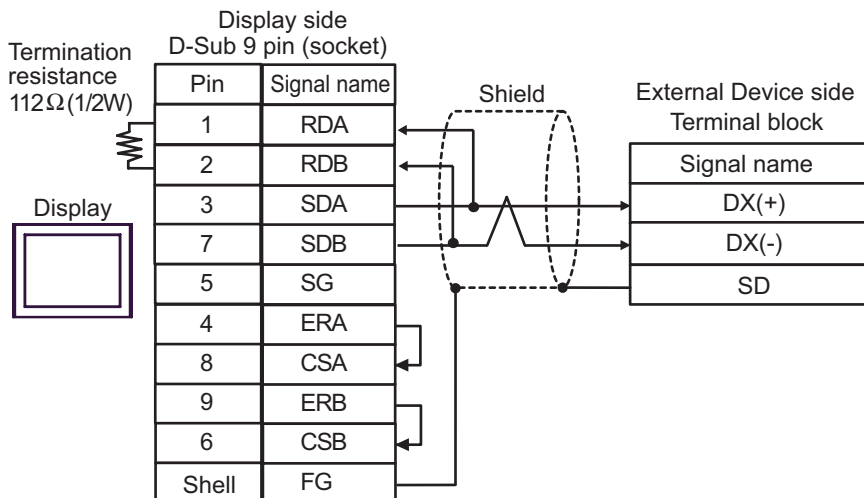 Display side
D-Sub 9 pin (socket)
Termination
resistance
112Ω(1/2W)
Pin Signal name
1 RDA
2 RDB
3 SDA
7 SDB
5 SG
4 ERA
8 CSA
9 ERB
6 CSB
Shell FG
Display
Shield
External Device side
Terminal block
Signal name
DX(+)
DX(-)
SD